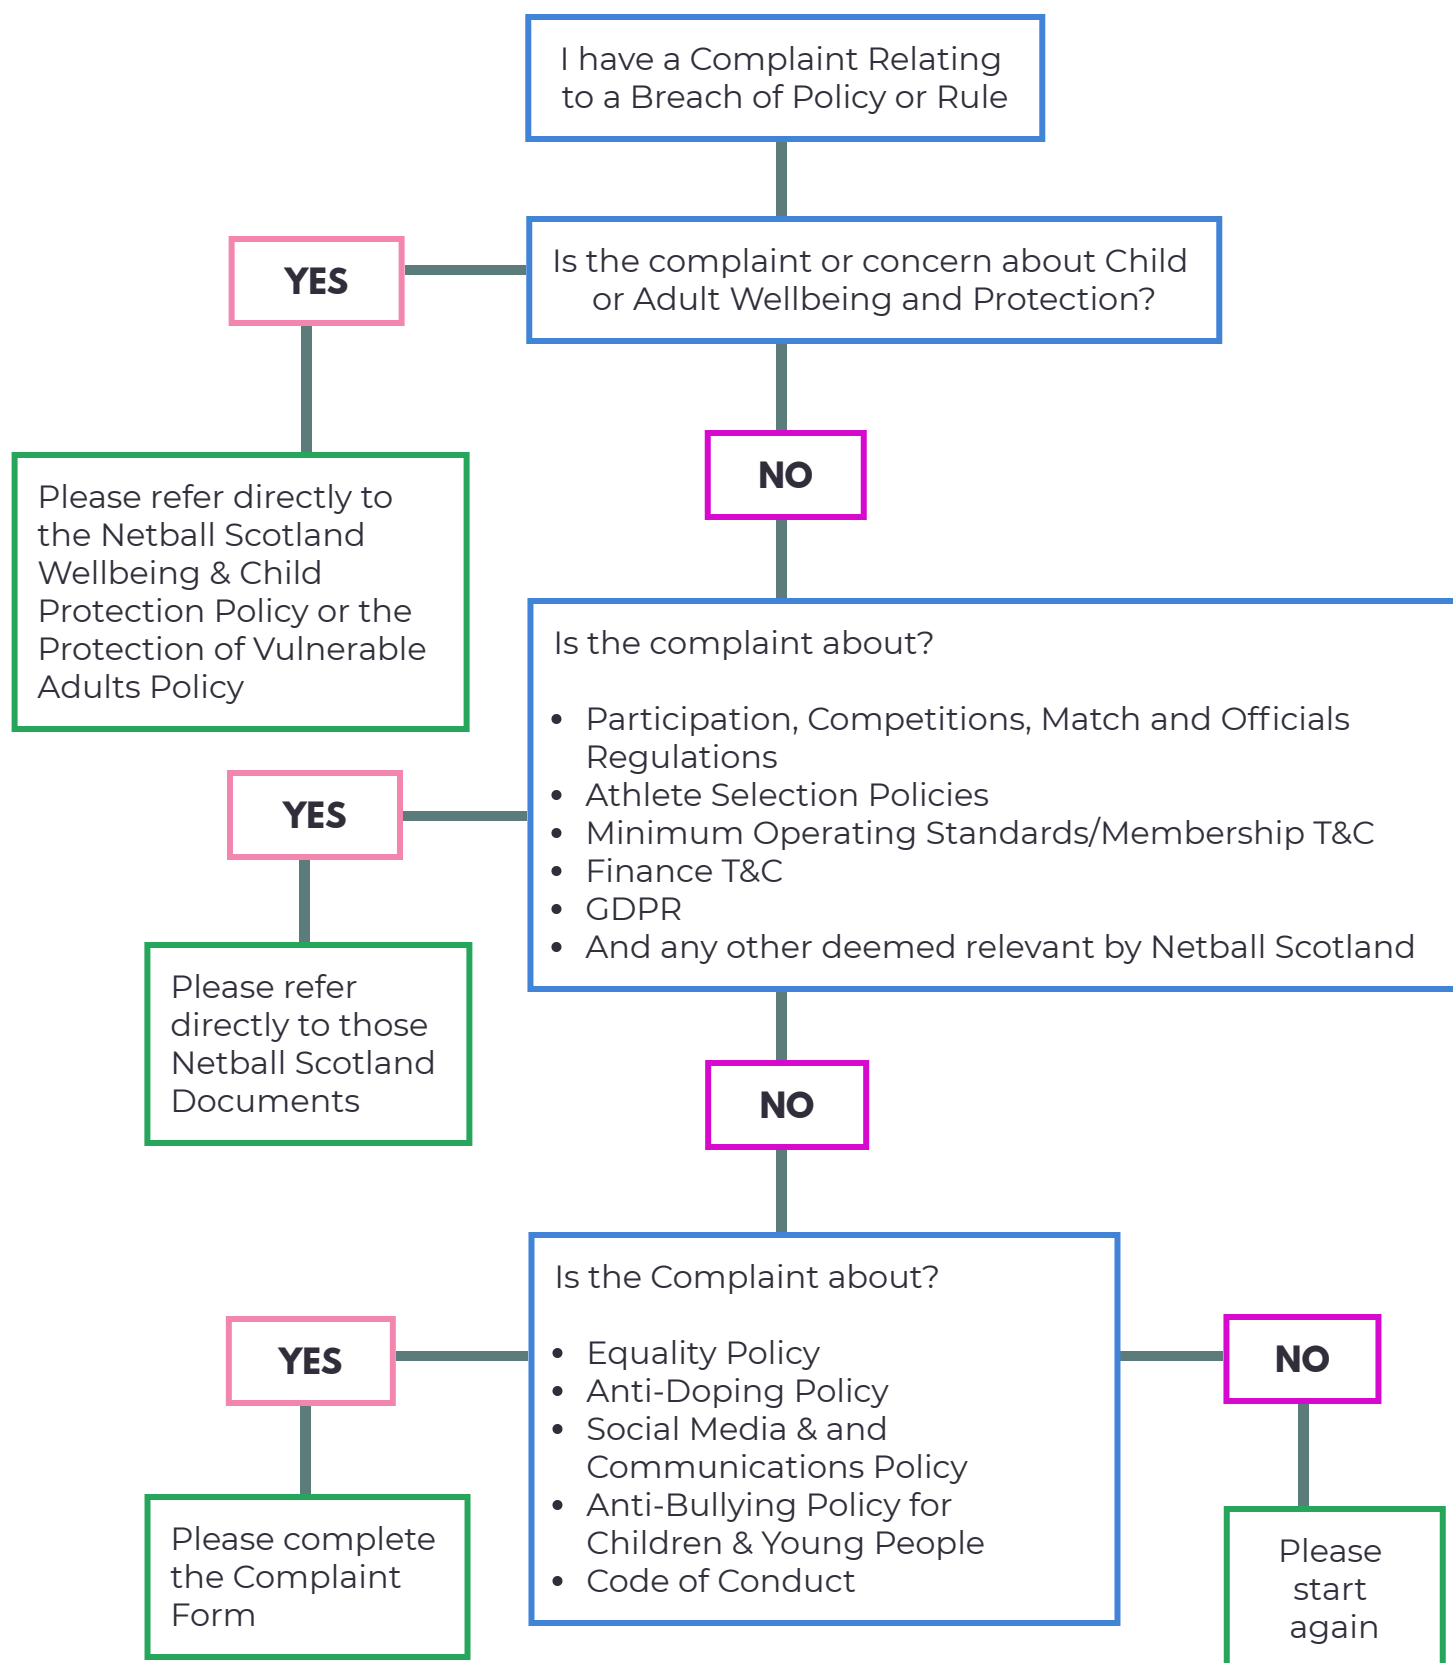 I have a Complaint Relating
to a Breach of Policy or Rule
YES
Is the complaint or concern about Child
or Adult Wellbeing and Protection?
NO
Please refer directly to
the Netball Scotland
Wellbeing & Child
Protection Policy or the
Protection of Vulnerable
Adults Policy
Is the complaint about?
• Participation, Competitions, Match and Officials
Regulations
• Athlete Selection Policies
• Minimum Operating Standards/Membership T&C
• Finance T&C
• GDPR
• And any other deemed relevant by Netball Scotland
YES
Please refer
directly to those
Netball Scotland
Documents
NO
Is the Complaint about?
• Equality Policy
• Anti-Doping Policy
• Social Media & and
Communications Policy
• Anti-Bullying Policy for
Children & Young People
• Code of Conduct
YES
NO
Please complete
the Complaint
Form
Please
start
again